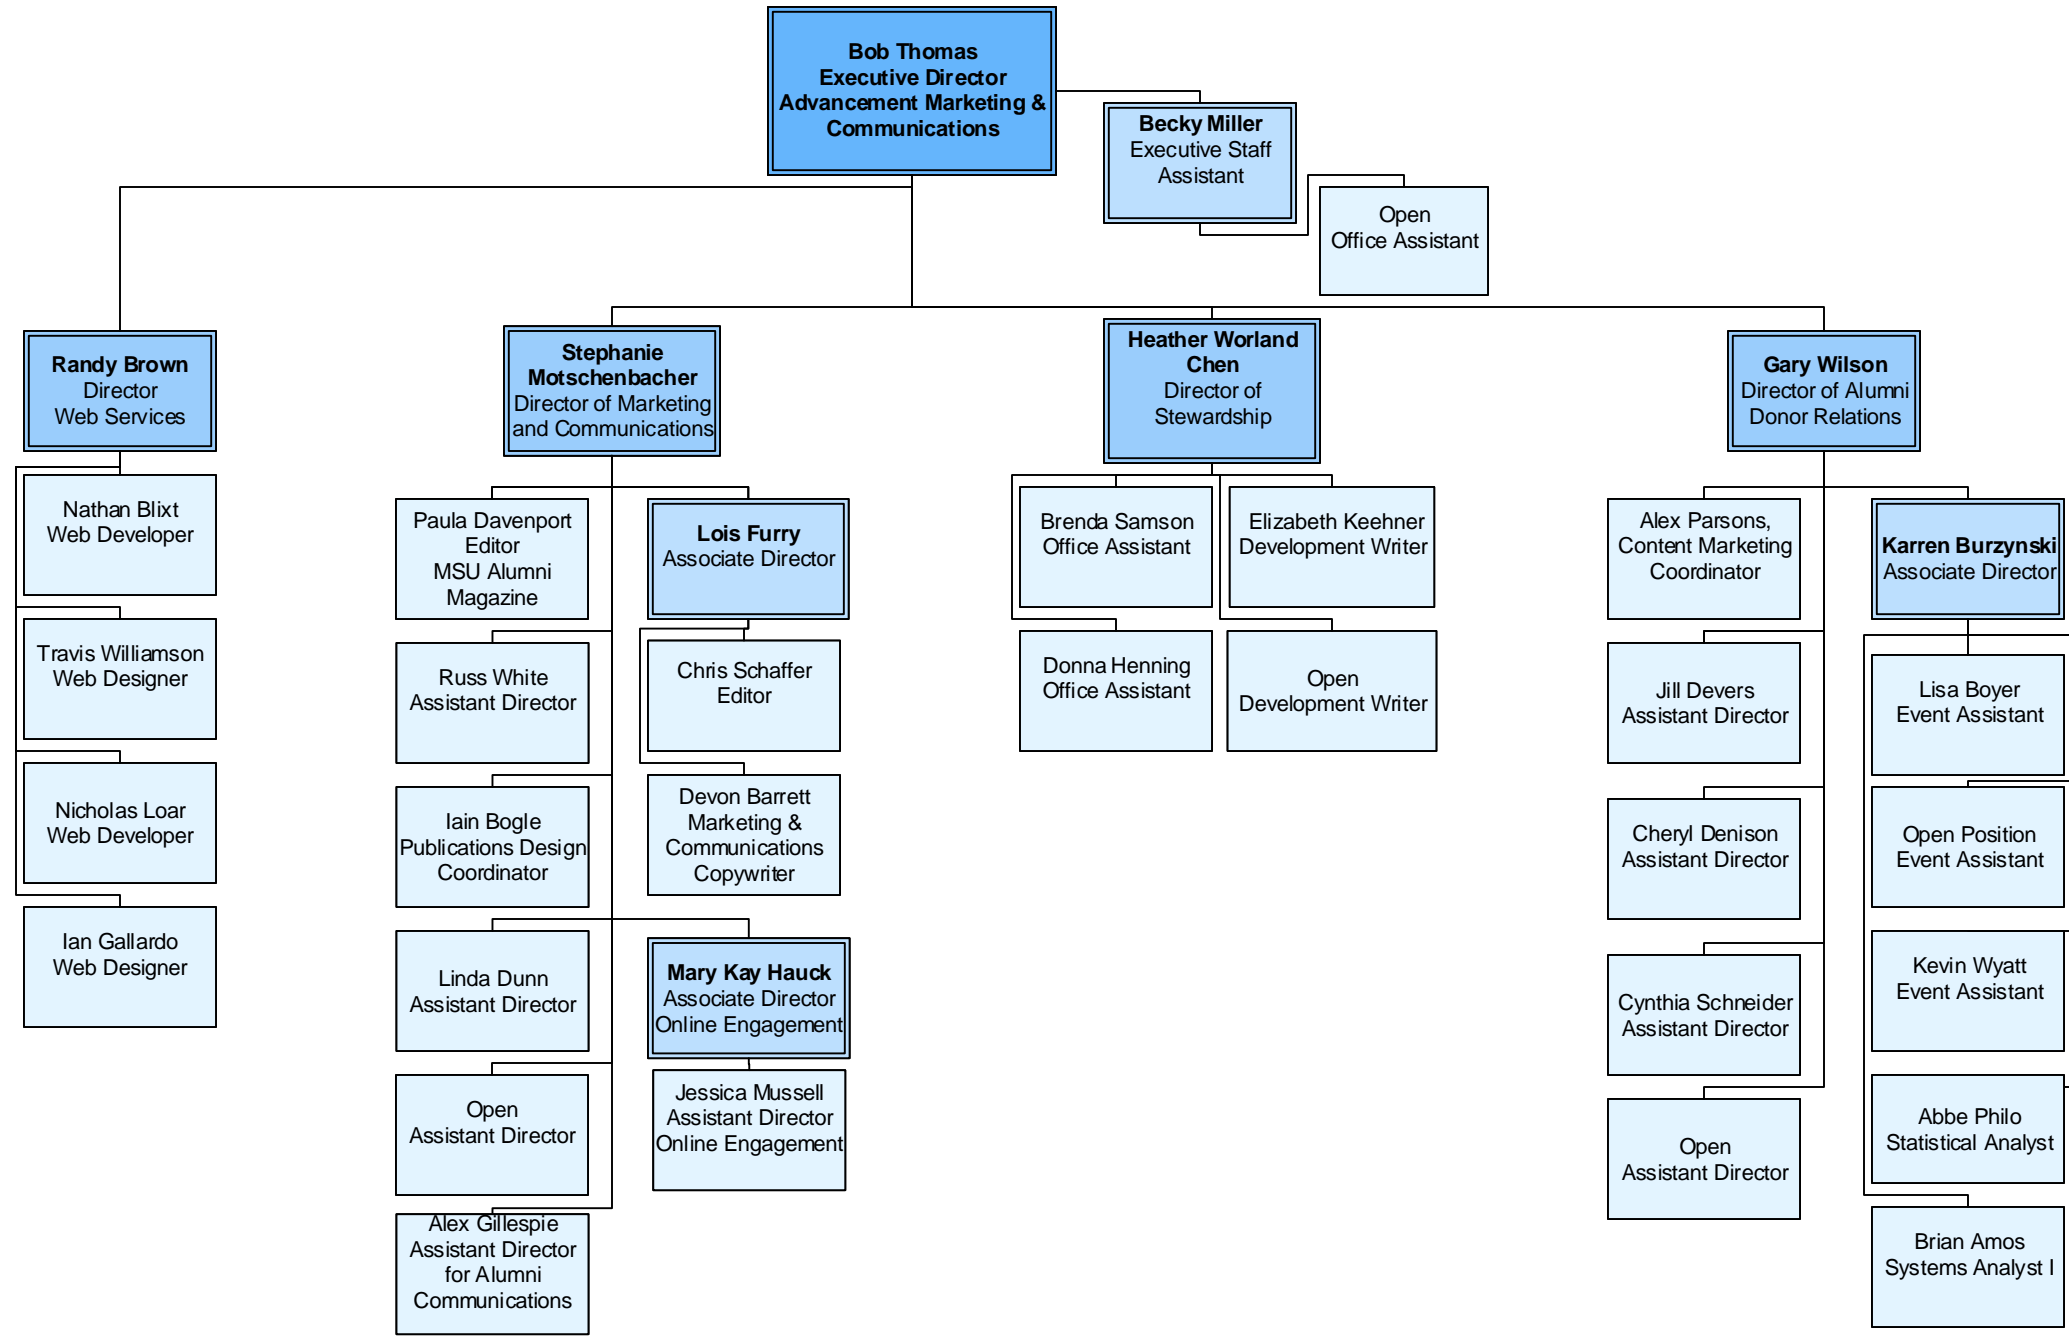 Bob Thomas
Executive Director
Advancement Marketing &
Communications
Becky Miller
Executive Staff
Assistant
Open
Office Assistant
Randy Brown
Director
Web Services
Nathan Blixt
Web Developer
Travis Williamson
Web Designer
Nicholas Loar
Web Developer
Ian Gallardo
Web Designer
Stephanie
Motschenbacher
Director of Marketing
and Communications
Paula Davenport
Editor
MSU Alumni
Magazine
Russ White
Assistant Director
Iain Bogle
Publications Design
Coordinator
Linda Dunn
Assistant Director
Open
Assistant Director
Alex Gillespie
Assistant Director
for Alumni
Communications
Lois Furry
Associate Director
Chris Schaffer
Editor
Devon Barrett
Marketing &
Communications
Copywriter
Mary Kay Hauck
Associate Director
Online Engagement
Jessica Mussell
Assistant Director
Online Engagement
Heather Worland
Chen
Director of
Stewardship
Brenda Samson
Office Assistant
Donna Henning
Office Assistant
Elizabeth Keehner
Development Writer
Open
Development Writer
Gary Wilson
Director of Alumni
Donor Relations
Alex Parsons,
Content Marketing
Coordinator
Jill Devers
Assistant Director
Cheryl Denison
Assistant Director
Cynthia Schneider
Assistant Director
Open
Assistant Director
Karren Burzynski
Associate Director
Lisa Boyer
Event Assistant
Open Position
Event Assistant
Kevin Wyatt
Event Assistant
Abbe Philo
Statistical Analyst
Brian Amos
Systems Analyst I